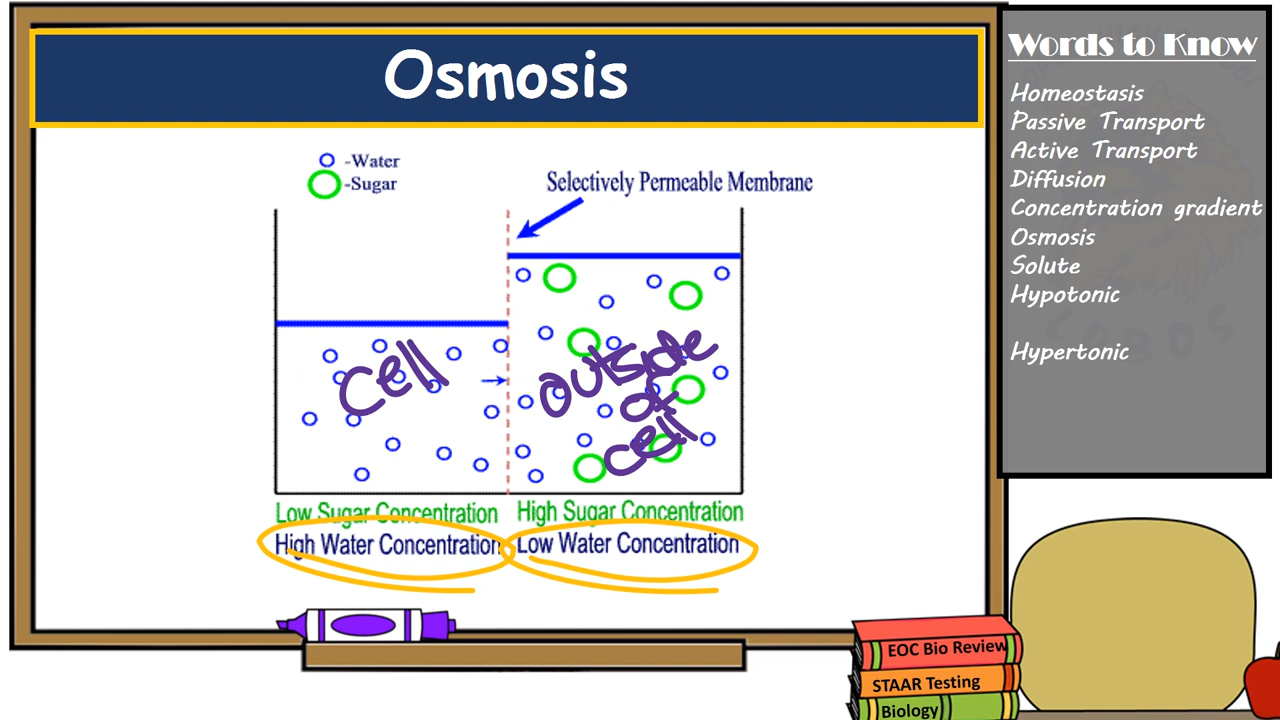 Osmosis
-Water
-Sugar
Selectively Permeable Membrane
cell
outside
of
cell
Low Sugar Concentration
High Sugar Concentration
High Water Concentration
Low Water Concentration
Words to Know
Homeostasis
Passive Transport
Active Transport
Diffusion
Concentration gradient
Osmosis
Solute
Hypotonic
Hypertonic
EOC Bio Review
STAAR Testing
Biology